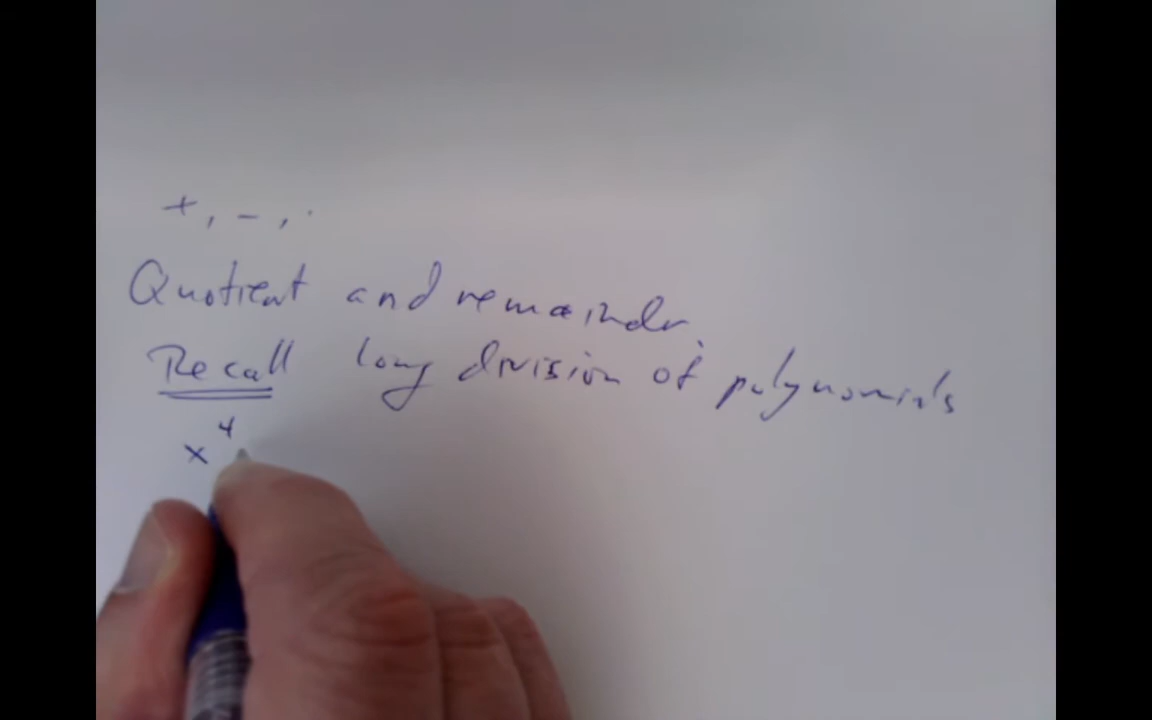 +, -, ·
Quotient and remainder.
Recall long division of polynomials
x⁴